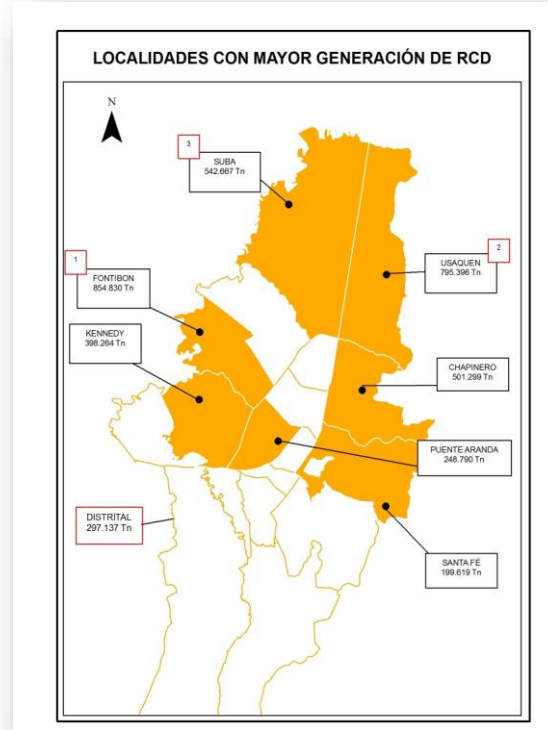 LOCALIDADES CON MAYOR GENERACIÓN DE RCD
N
3
SUBA
542.667 Tn
2
USAQUEN
795.396 Tn
1
FONTIBON
854.830 Tn
KENNEDY
398.264 Tn
CHAPINERO
501.299 Tn
PUENTE ARANDA
248.790 Tn
DISTRITAL
297.137 Tn
SANTA FÉ
199.619 Tn